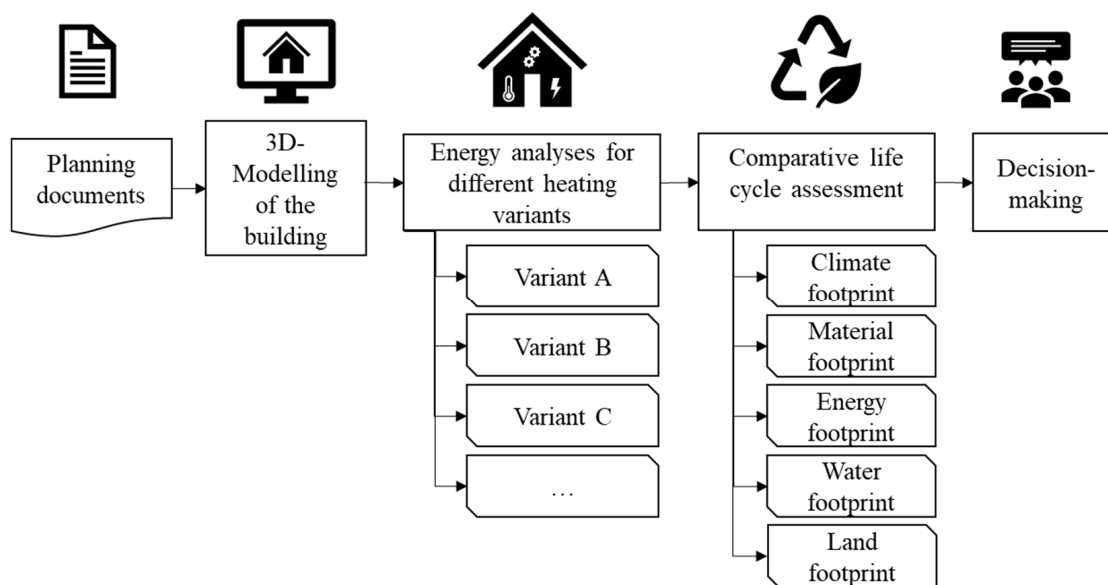 Planning
documents
3D-
Modelling
of the
building
Energy analyses for
different heating
variants
Variant A
Variant B
Variant C
...
Comparative life
cycle assessment
Climate
footprint
Material
footprint
Energy
footprint
Water
footprint
Land
footprint
Decision-
making